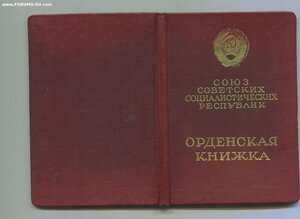 www.FORUMS-SU.com
СОЮЗ
СОВЕТСКИХ
СОЦИАЛИСТИЧЕСКИХ
РЕСПУБЛИК
ОРДЕНСКАЯ
КНИЖКА